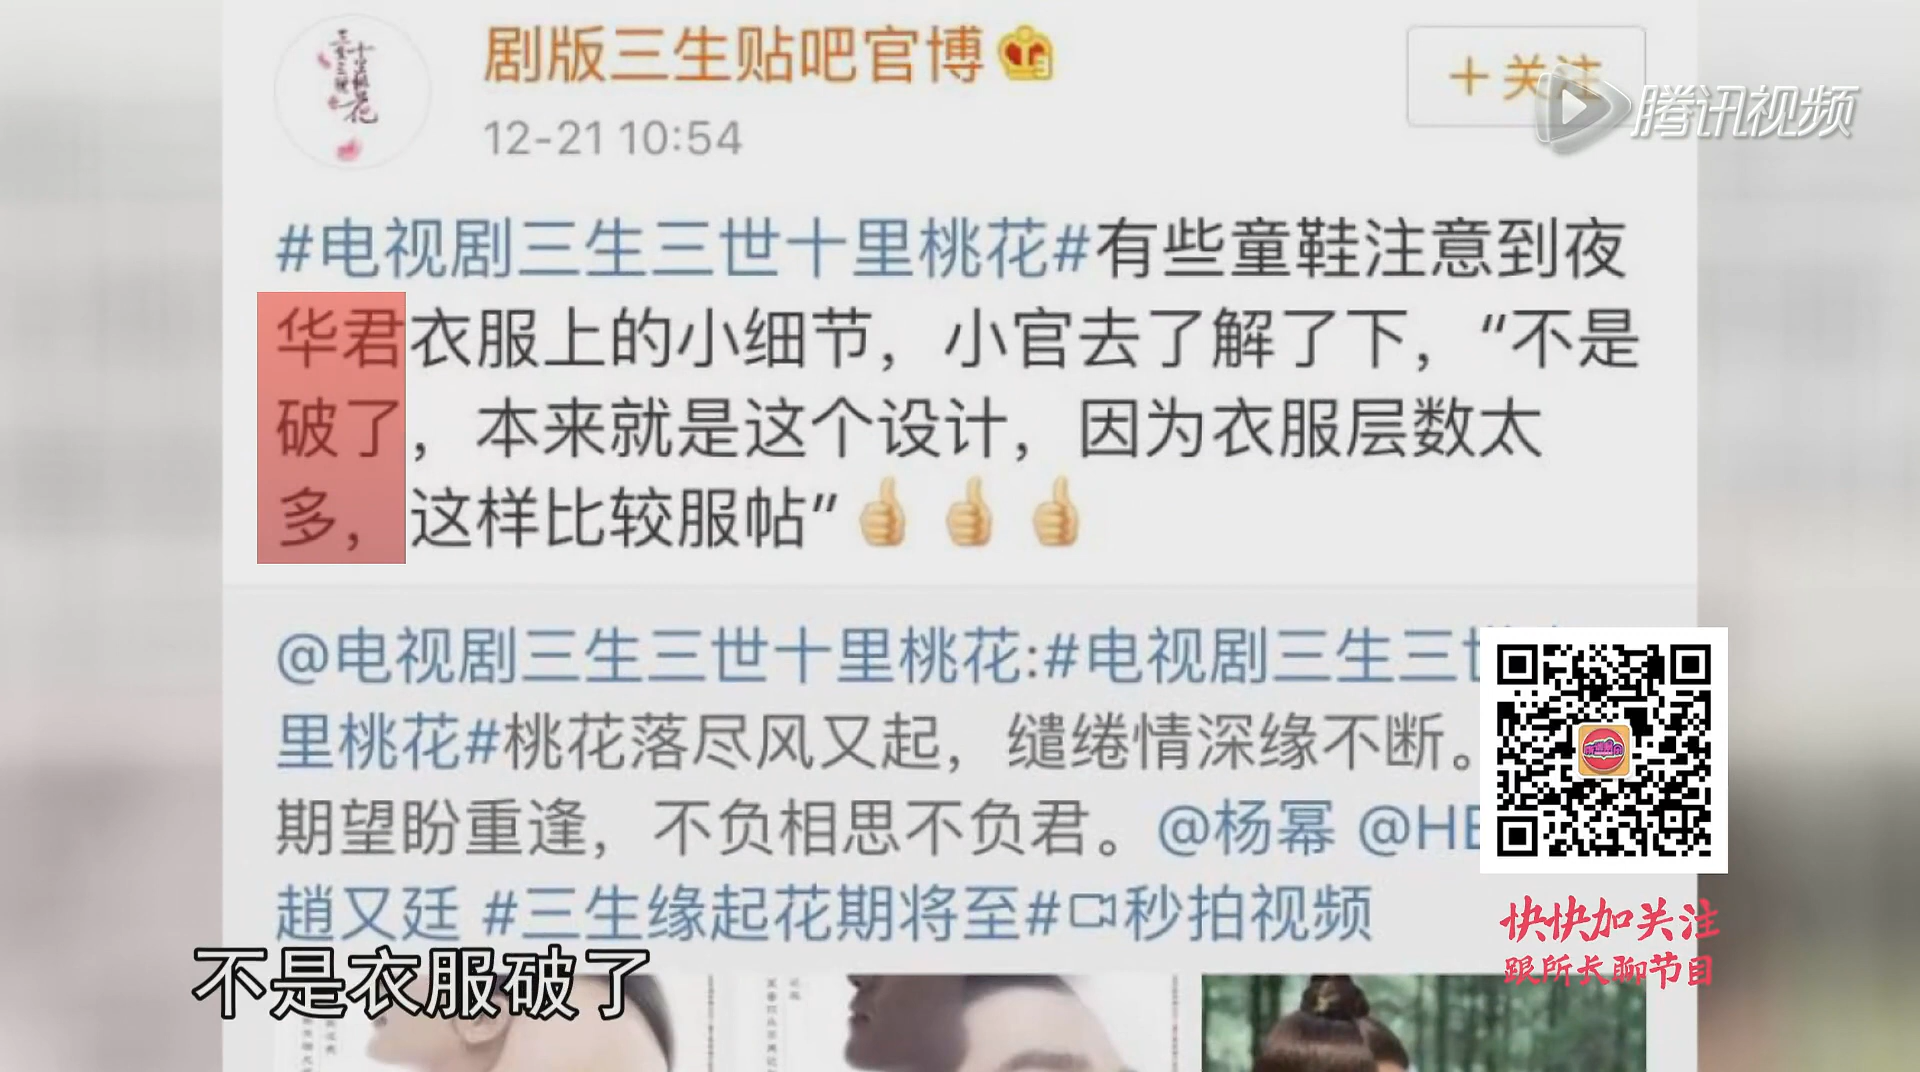 剧版三生贴吧官博
12-21 10:54
+关注
腾讯视频
#电视剧三生三世十里桃花#有些童鞋注意到夜
华君衣服上的小细节，小官去了解了下，“不是
破了，本来就是这个设计，因为衣服层数太
多，这样比较服帖”
@电视剧三生三世十里桃花:#电视剧三生三世
里桃花#桃花落尽风又起，缱绻情深缘不断。
期望盼重逢，不负相思不负君。@杨幂 @HE
趙又廷 #三生缘起花期将至#秒拍视频
快快加关注
跟所长聊节目
不是衣服破了